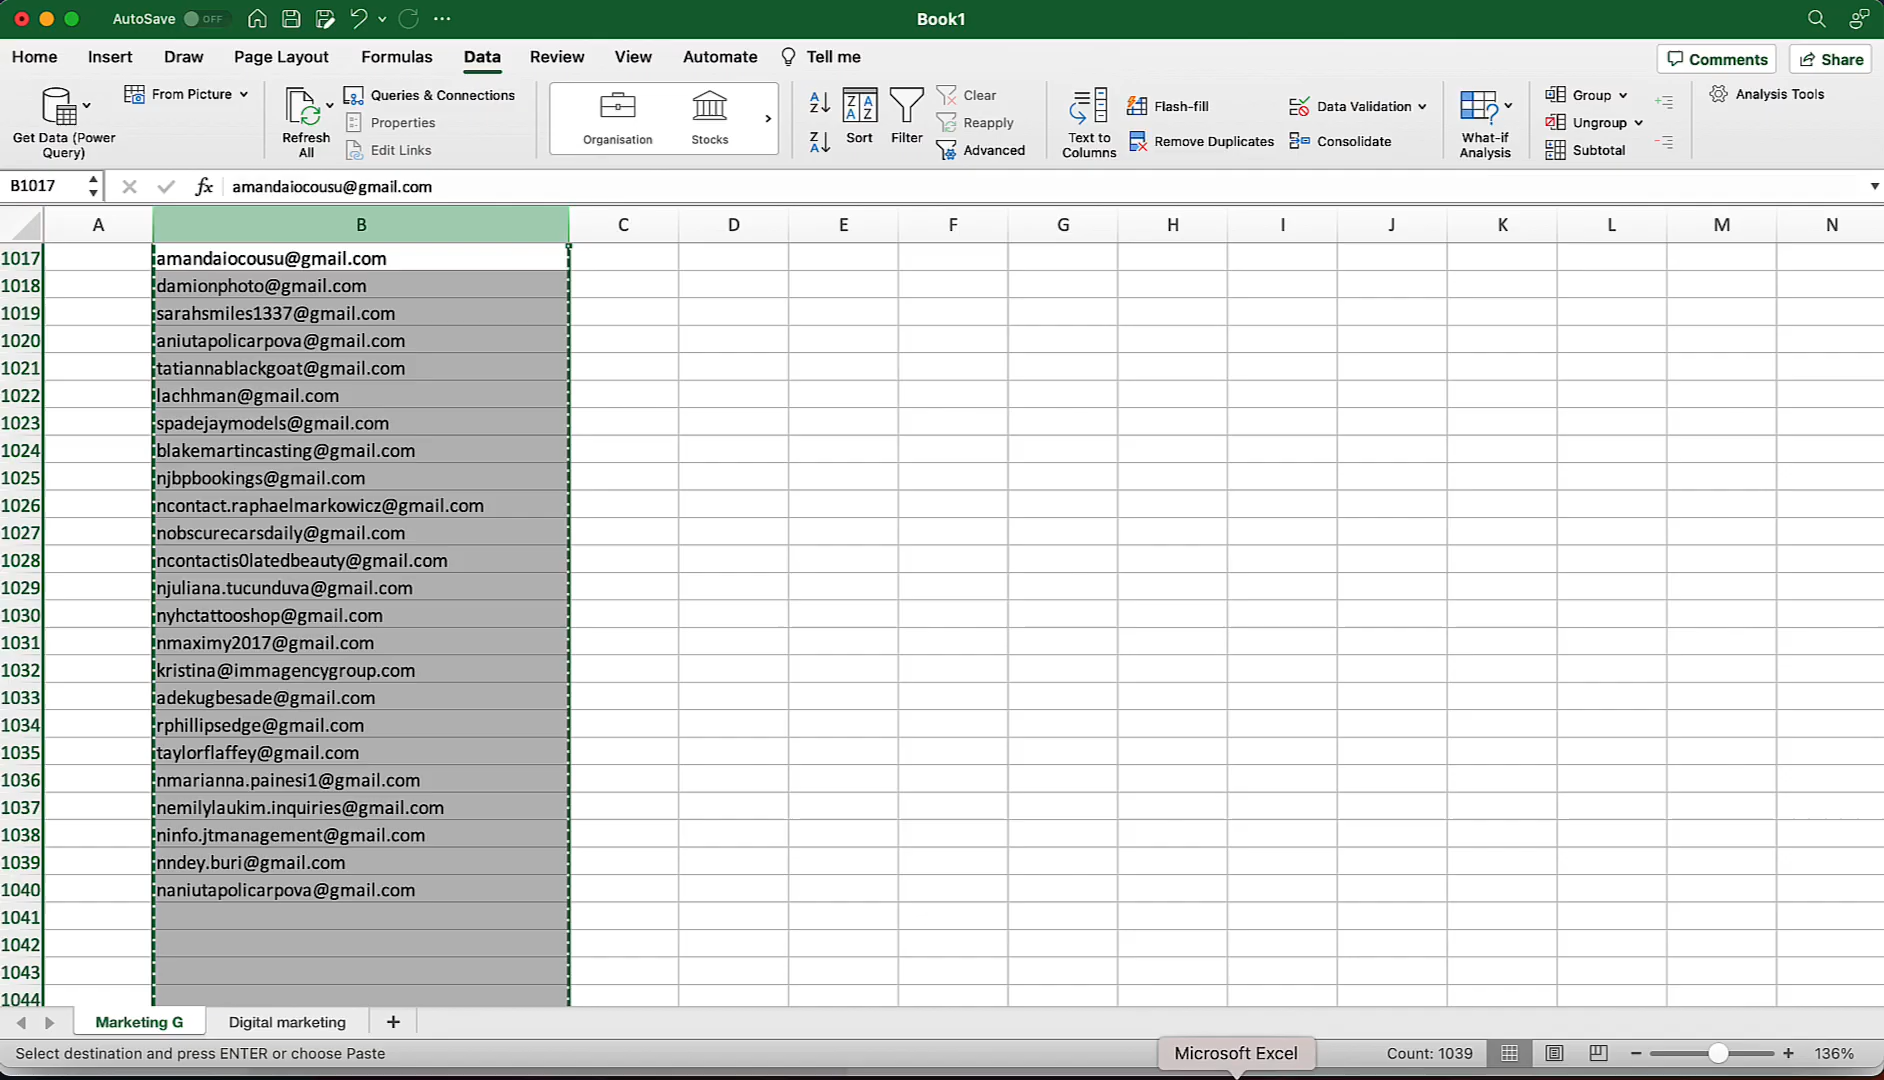 AutoSave OFF
Book1
Home Insert Draw Page Layout Formulas Data Review View Automate Tell me
Comments Share
Get Data (Power Query)
From Picture
Refresh All
Queries & Connections
Properties
Edit Links
Organisation
Stocks
Sort
Filter
Clear
Reapply
Advanced
Text to Columns
Flash-fill
Remove Duplicates
Data Validation
Consolidate
What-if Analysis
Group
Ungroup
Subtotal
Analysis Tools
B1017 fx amandaiocousu@gmail.com
A B C D E F G H I J K L M N
1017 amandaiocousu@gmail.com
1018 damionphoto@gmail.com
1019 sarahsmiles1337@gmail.com
1020 aniutapolicarpova@gmail.com
1021 tatiannablackgoat@gmail.com
1022 lachhman@gmail.com
1023 spadejaymodels@gmail.com
1024 blakemartincasting@gmail.com
1025 njbpbookings@gmail.com
1026 ncontact.raphaelmarkowicz@gmail.com
1027 nobscurecarsdaily@gmail.com
1028 ncontactis0latedbeauty@gmail.com
1029 njuliana.tucunduva@gmail.com
1030 nyhctattooshop@gmail.com
1031 nmaximy2017@gmail.com
1032 kristina@immagencygroup.com
1033 adekugbesade@gmail.com
1034 rphillipsedge@gmail.com
1035 taylorflaffey@gmail.com
1036 nmarianna.painesi1@gmail.com
1037 nemilylaukim.inquiries@gmail.com
1038 ninfo.jtmanagement@gmail.com
1039 nndey.buri@gmail.com
1040 naniutapolicarpova@gmail.com
1041
1042
1043
1044
Marketing G Digital marketing
Select destination and press ENTER or choose Paste
Microsoft Excel
Count: 1039
136%